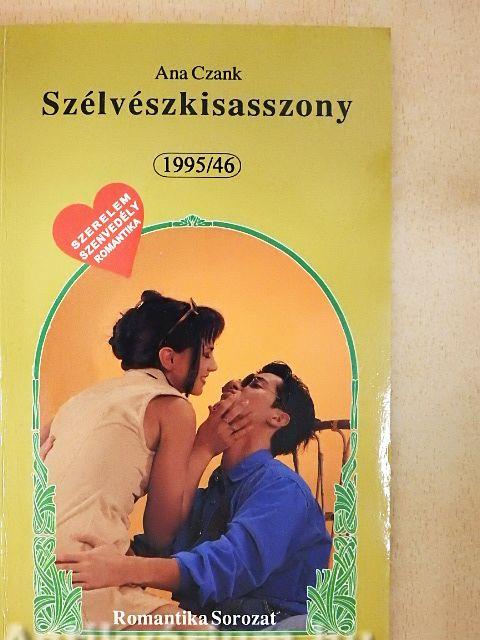 Ana Czank
Szélvészkisasszony
1995/46
SZERELEM
SZENVEDÉLY
ROMANTIKA
Romantika Sorozat